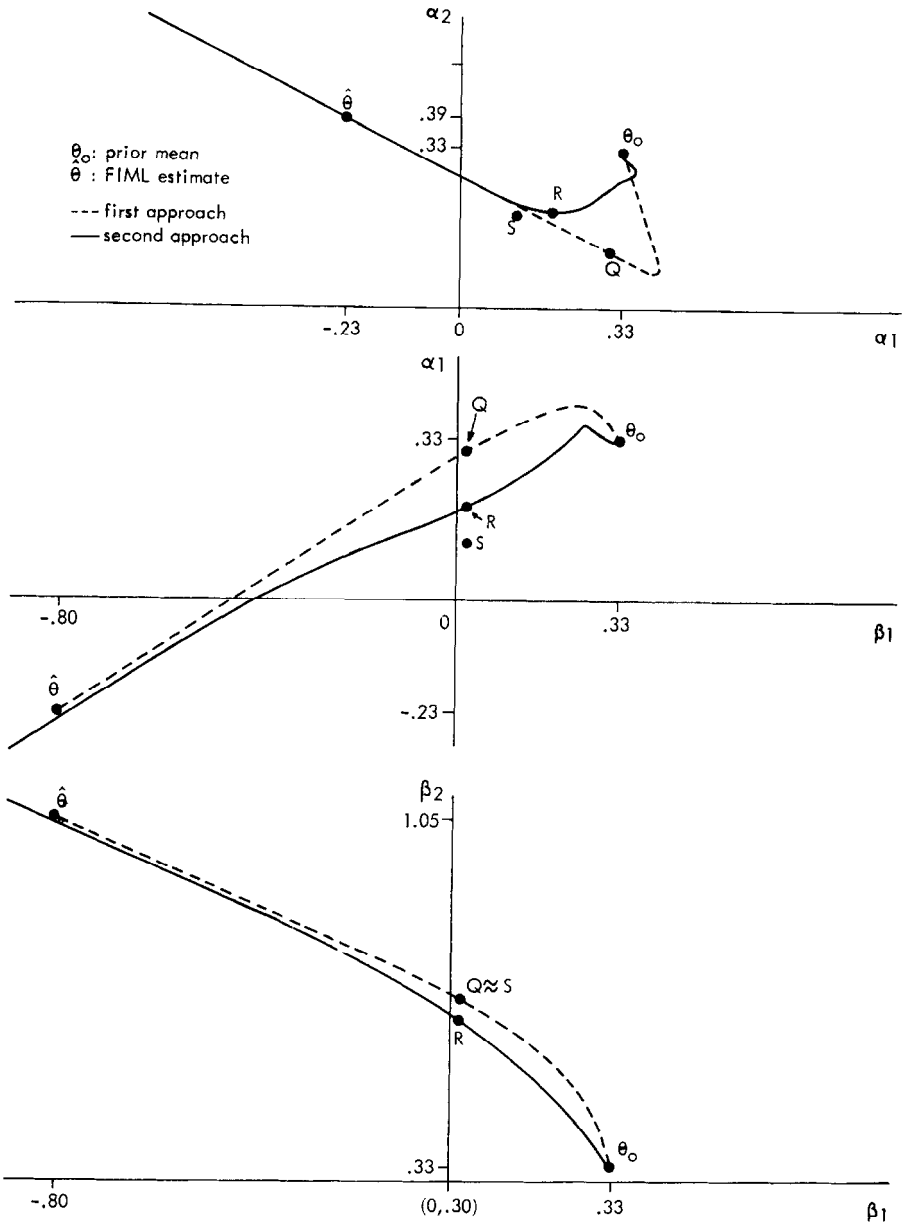 α2
θ̂
.39
.33
θo
θo: prior mean
θ̂ : FIML estimate
--- first approach
— second approach
R
S
Q
-.23
0
.33
α1
α1
Q
.33
θo
R
S
-.80
0
.33
β1
θ̂
-.23
β2
θ̂
1.05
Q≈S
R
θo
.33
-.80
(0,.30)
.33
β1